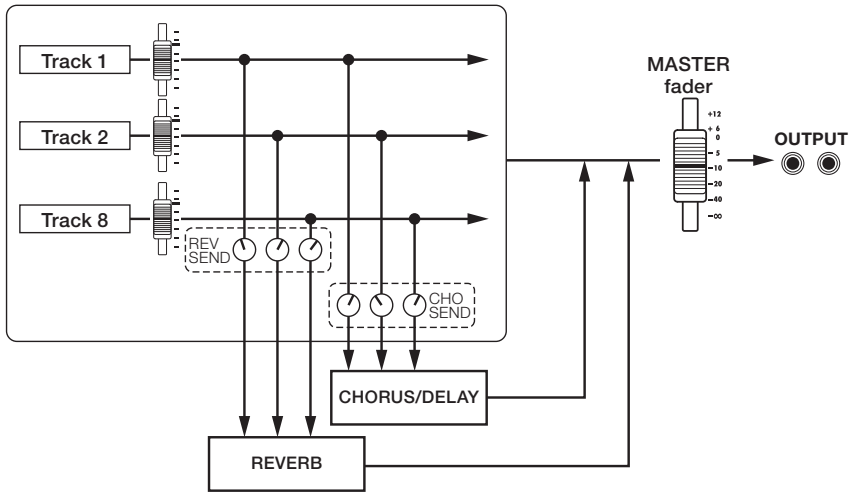 Track 1
Track 2
Track 8
REV
SEND
CHO
SEND
CHORUS/DELAY
REVERB
MASTER
fader
+12
+ 6
0
- 5
-10
-20
-40
-∞
OUTPUT